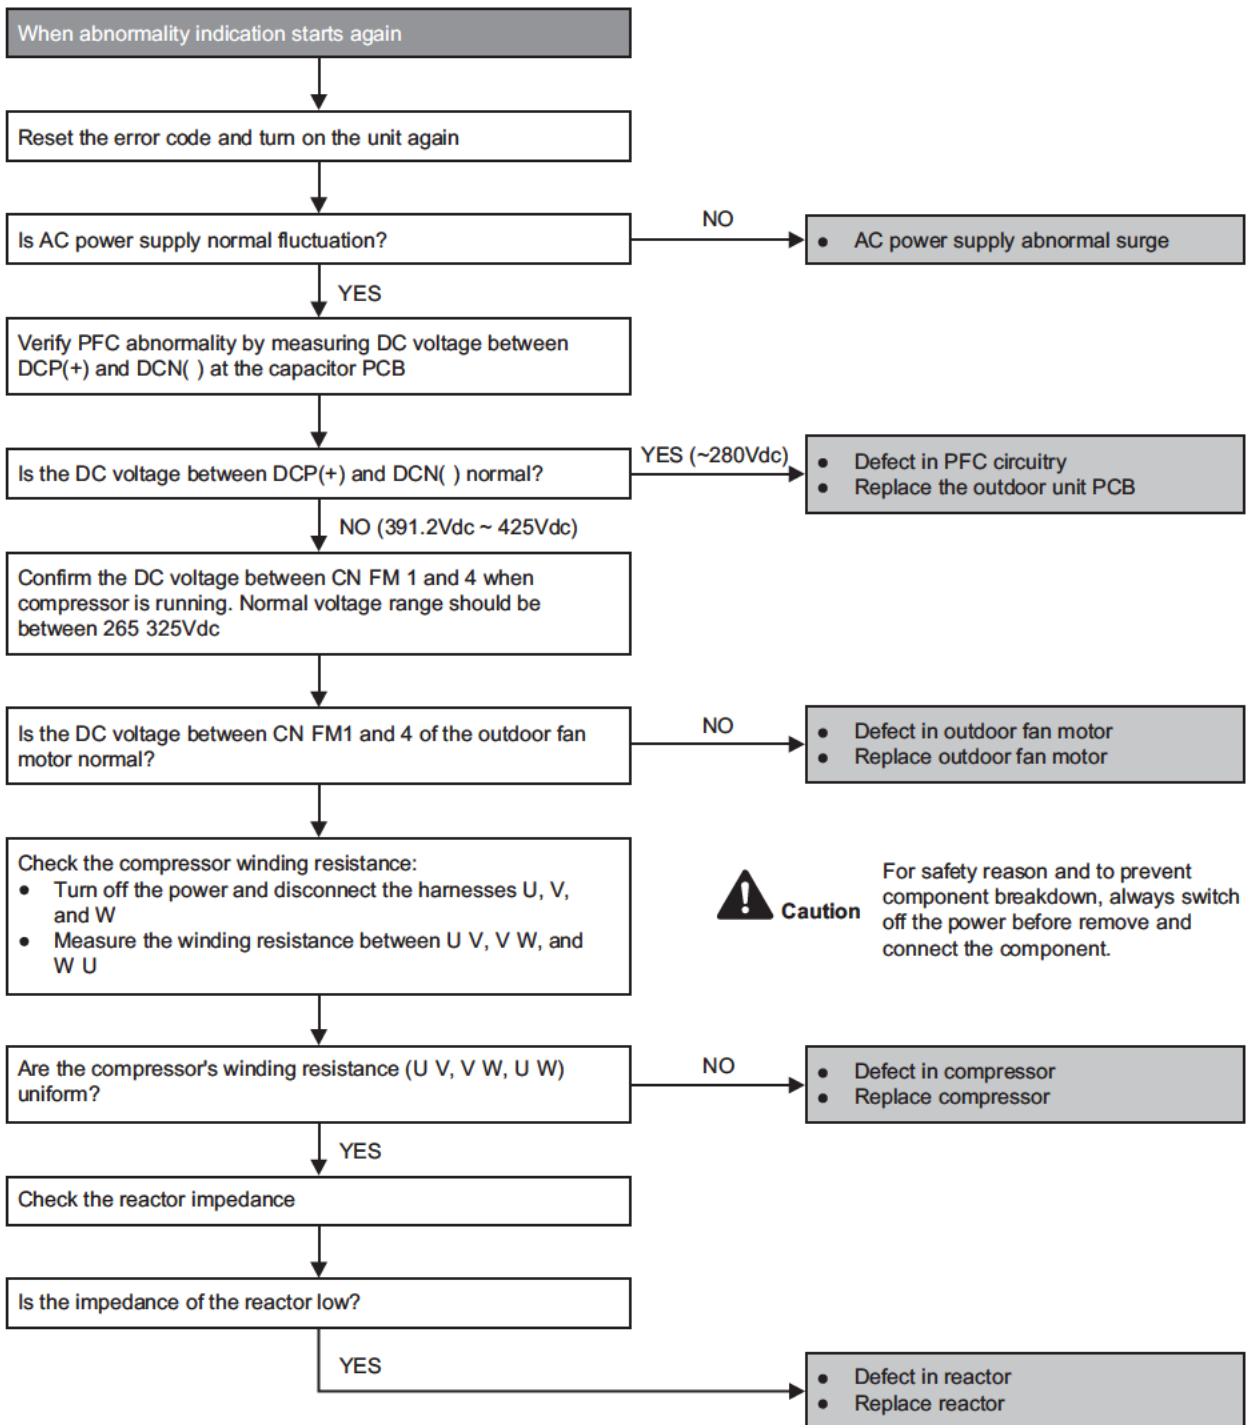 When abnormality indication starts again
Reset the error code and turn on the unit again
Is AC power supply normal fluctuation?
NO
● AC power supply abnormal surge
YES
Verify PFC abnormality by measuring DC voltage between
DCP(+) and DCN( ) at the capacitor PCB
Is the DC voltage between DCP(+) and DCN( ) normal?
YES (~280Vdc)
● Defect in PFC circuitry
● Replace the outdoor unit PCB
NO (391.2Vdc ~ 425Vdc)
Confirm the DC voltage between CN FM 1 and 4 when
compressor is running. Normal voltage range should be
between 265 325Vdc
Is the DC voltage between CN FM1 and 4 of the outdoor fan
motor normal?
NO
● Defect in outdoor fan motor
● Replace outdoor fan motor
Check the compressor winding resistance:
● Turn off the power and disconnect the harnesses U, V,
and W
● Measure the winding resistance between U V, V W, and
W U
Caution
For safety reason and to prevent
component breakdown, always switch
off the power before remove and
connect the component.
Are the compressor's winding resistance (U V, V W, U W)
uniform?
NO
● Defect in compressor
● Replace compressor
YES
Check the reactor impedance
Is the impedance of the reactor low?
YES
● Defect in reactor
● Replace reactor